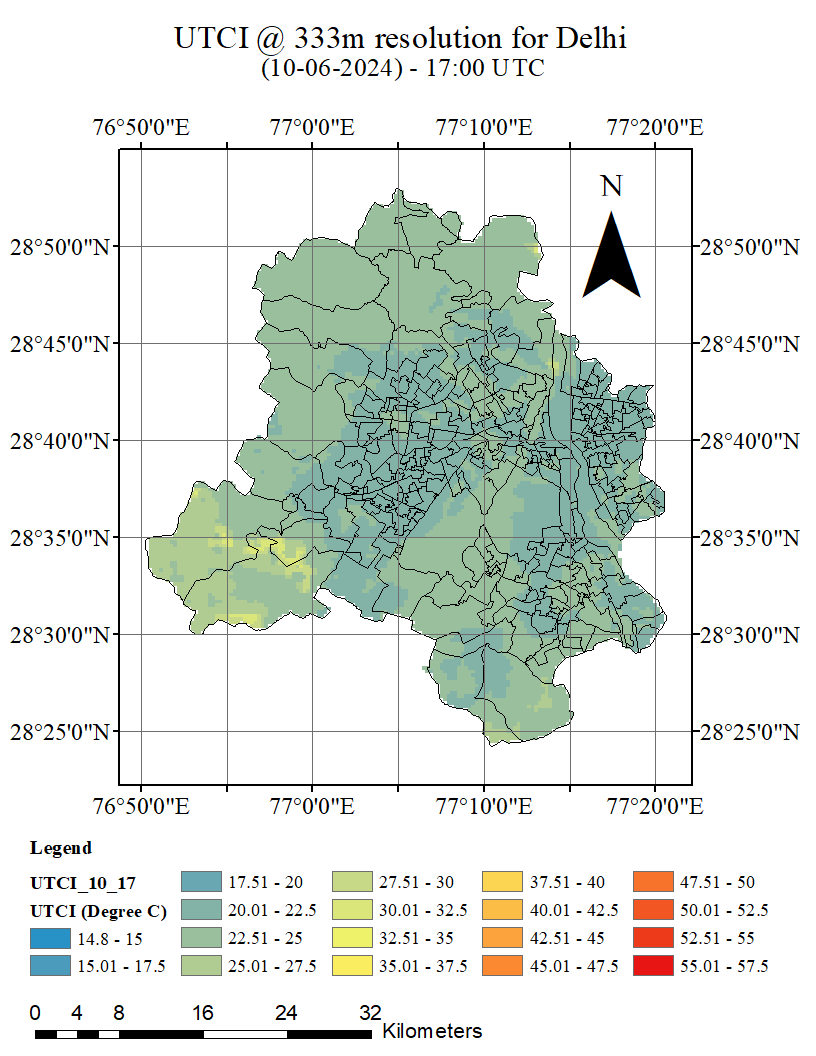 UTCI @ 333m resolution for Delhi
(10-06-2024) - 17:00 UTC
76°50'0"E 77°0'0"E 77°10'0"E 77°20'0"E
N
28°50'0"N 28°50'0"N
28°45'0"N 28°45'0"N
28°40'0"N 28°40'0"N
28°35'0"N 28°35'0"N
28°30'0"N 28°30'0"N
28°25'0"N 28°25'0"N
76°50'0"E 77°0'0"E 77°10'0"E 77°20'0"E
Legend
UTCI_10_17 17.51 - 20 27.51 - 30 37.51 - 40 47.51 - 50
UTCI (Degree C) 20.01 - 22.5 30.01 - 32.5 40.01 - 42.5 50.01 - 52.5
14.8 - 15 22.51 - 25 32.51 - 35 42.51 - 45 52.51 - 55
15.01 - 17.5 25.01 - 27.5 35.01 - 37.5 45.01 - 47.5 55.01 - 57.5
0 4 8 16 24 32
Kilometers